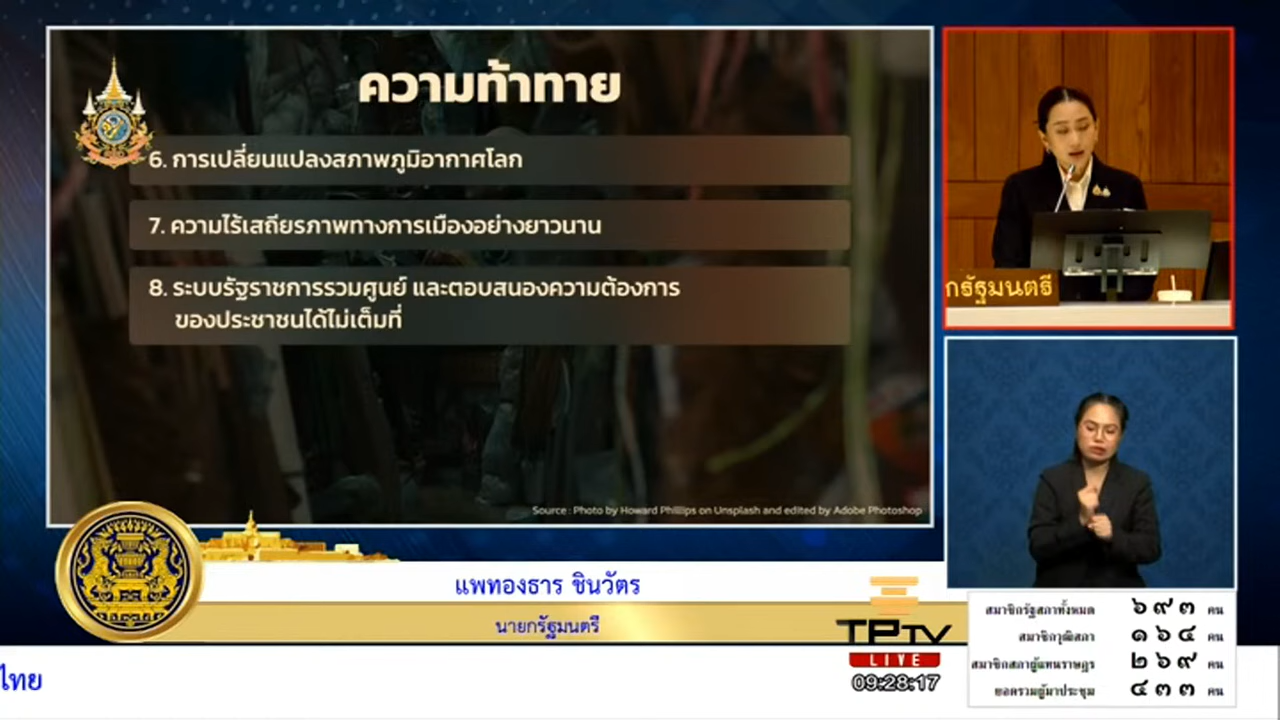 ความท้าทาย
6. การเปลี่ยนแปลงสภาพภูมิอากาศโลก
7. ความไร้เสถียรภาพทางการเมืองอย่างยาวนาน
8. ระบบรัฐราชการรวมศูนย์ และตอบสนองความต้องการ
ของประชาชนได้ไม่เต็มที่
Source : Photo by Howard Phillips on Unsplash and edited by Adobe Photoshop
กรัฐมนตรี
แพทองธาร ชินวัตร
นายกรัฐมนตรี
TPTV
LIVE
09:28:17
สมาชิกรัฐสภาทั้งหมด ๖๙๓ คน
สมาชิกวุฒิสภา ๑๖๔ คน
สมาชิกสภาผู้แทนราษฎร ๒๖๙ คน
ยอดรวมผู้มาประชุม ๔๓๓ คน
ไทย